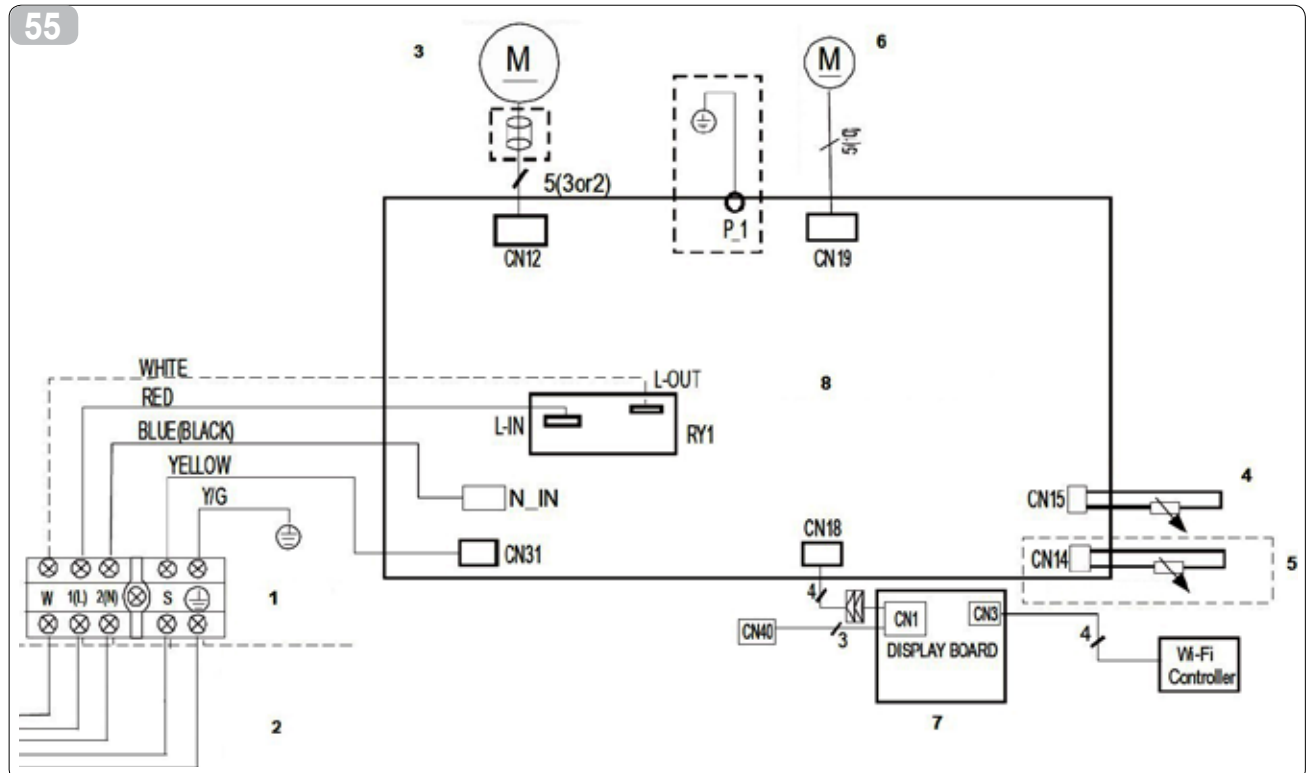 55
3
M
6
M
5(3or2)
P_1
CN12
CN19
WHITE
L-OUT
RED
8
L-IN
RY1
BLUE(BLACK)
YELLOW
4
Y/G
N_IN
CN15
CN18
CN31
CN14
5
W 1(L) 2(N) S
1
4
CN1
CN3
CN40
3
DISPLAY BOARD
4
Wi-Fi
Controller
2
7